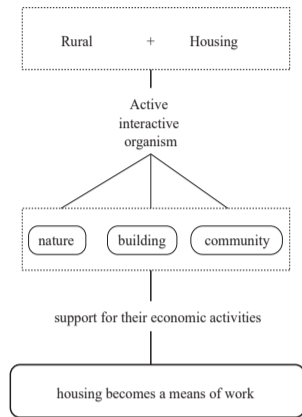 Rural + Housing
Active
interactive
organism
nature building community
support for their economic activities
housing becomes a means of work